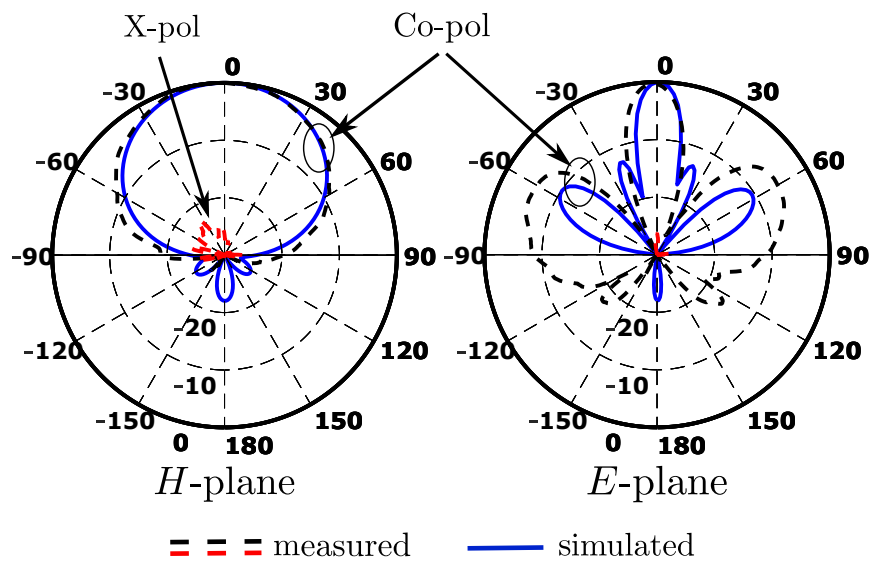 X-pol Co-pol
0 0
-30 30 -30 30
-60 60 -60 60
-90 90 -90 90
-20 -20
-120 120 -120 120
-10 -10
-150 150 -150 150
0 180 0 180
H-plane E-plane
measured simulated